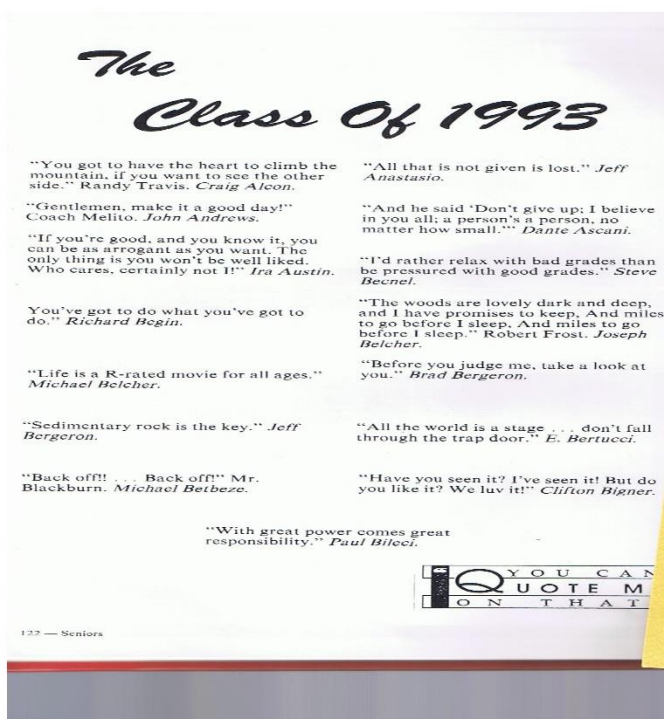 The
Class Of 1993
"You got to have the heart to climb the
mountain, if you want to see the other
side." Randy Travis. Craig Alcon.
"Gentlemen, make it a good day!"
Coach Melito. John Andrews.
"If you're good, and you know it, you
can be as arrogant as you want. The
only thing is you won't be well liked.
Who cares, certainly not I!" Ira Austin.
You've got to do what you've got to
do." Richard Begin.
"Life is a R-rated movie for all ages."
Michael Belcher.
"Sedimentary rock is the key." Jeff
Bergeron.
"Back off!! . . . Back off!" Mr.
Blackburn. Michael Betbeze.
"All that is not given is lost." Jeff
Anastasio.
"And he said 'Don't give up; I believe
in you all; a person's a person, no
matter how small.'" Dante Ascani.
"I'd rather relax with bad grades than
be pressured with good grades." Steve
Becnel.
"The woods are lovely dark and deep,
and I have promises to keep, And miles
to go before I sleep, And miles to go
before I sleep." Robert Frost. Joseph
Belcher.
"Before you judge me, take a look at
you." Brad Bergeron.
"All the world is a stage . . . don't fall
through the trap door." E. Bertucci.
"Have you seen it? I've seen it! But do
you like it? We luv it!" Clifton Bigner.
"With great power comes great
responsibility." Paul Bileci.
YOU CAN
QUOTE M
ON THAT
122 — Seniors